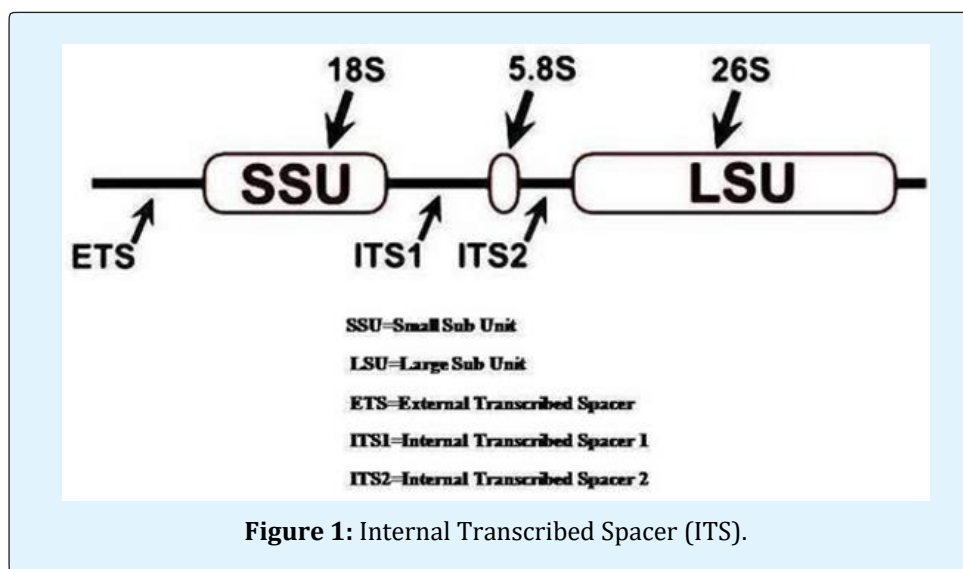 18S 5.8S 26S
SSU LSU
ETS ITS1 ITS2
SSU=Small Sub Unit
LSU=Large Sub Unit
ETS=External Transcribed Spacer
ITS1=Internal Transcribed Spacer 1
ITS2=Internal Transcribed Spacer 2
Figure 1: Internal Transcribed Spacer (ITS).